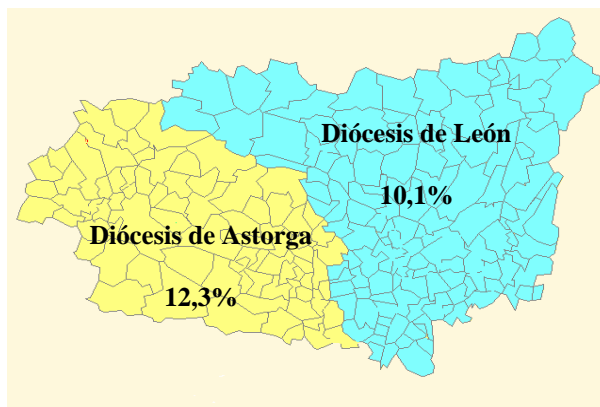 Diócesis de León
10,1%
Diócesis de Astorga
12,3%